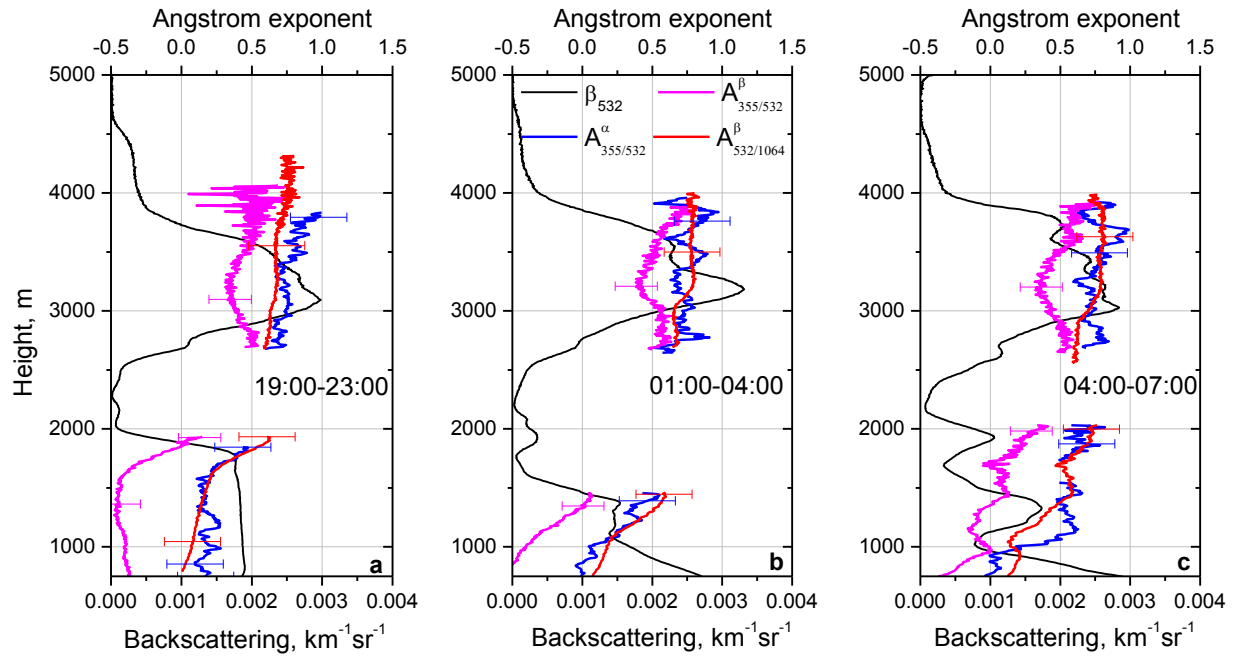 Angstrom exponent Angstrom exponent Angstrom exponent
-0.5 0.0 0.5 1.0 1.5 -0.5 0.0 0.5 1.0 1.5 -0.5 0.0 0.5 1.0 1.5
5000 5000 5000
β532 Aβ355/532
Aα355/532 Aβ532/1064
4000 4000 4000
Height, m
3000 3000 3000
19:00-23:00 01:00-04:00 04:00-07:00
2000 2000 2000
1000 1000 1000
a b c
0.000 0.001 0.002 0.003 0.004 0.000 0.001 0.002 0.003 0.004 0.000 0.001 0.002 0.003 0.004
Backscattering, km⁻¹sr⁻¹ Backscattering, km⁻¹sr⁻¹ Backscattering, km⁻¹sr⁻¹